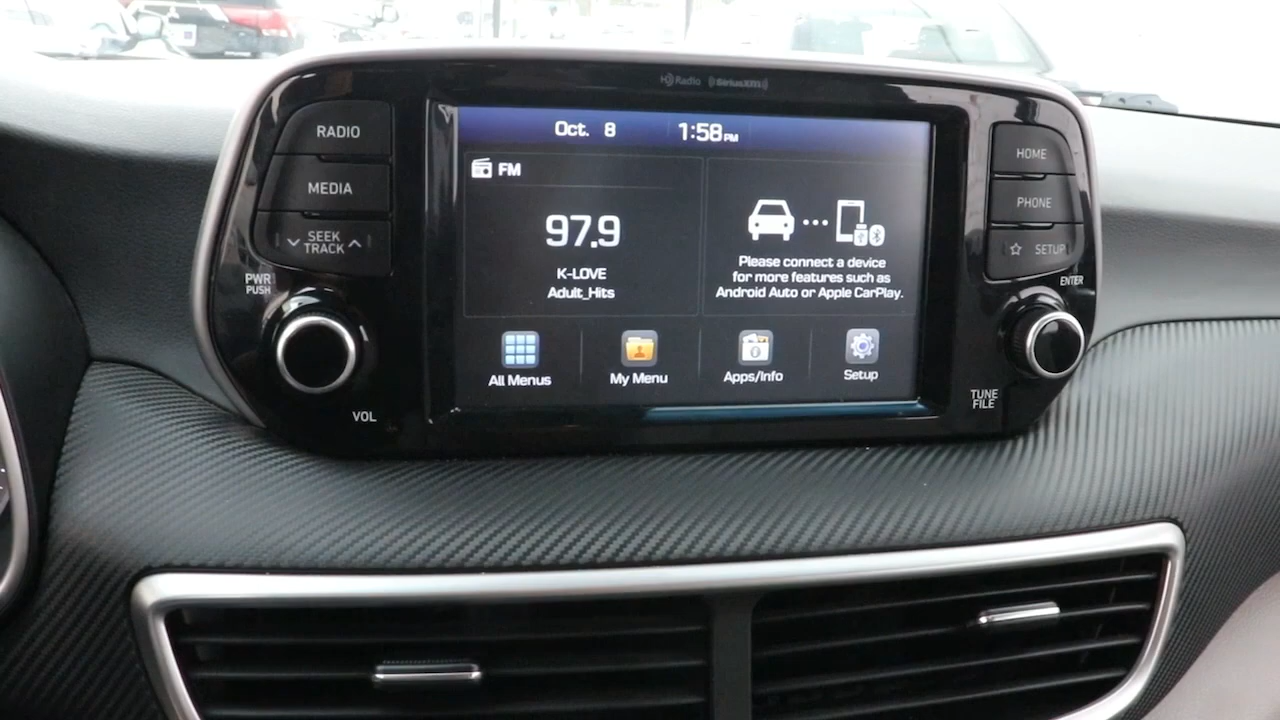 HD Radio ((SiriusXM))
RADIO
MEDIA
SEEK
TRACK
PWR
PUSH
VOL
Oct. 8 1:58 PM
FM
97.9
K-LOVE
Adult_Hits
Please connect a device
for more features such as
Android Auto or Apple CarPlay.
All Menus
My Menu
Apps/Info
Setup
HOME
PHONE
SETUP
ENTER
TUNE
FILE